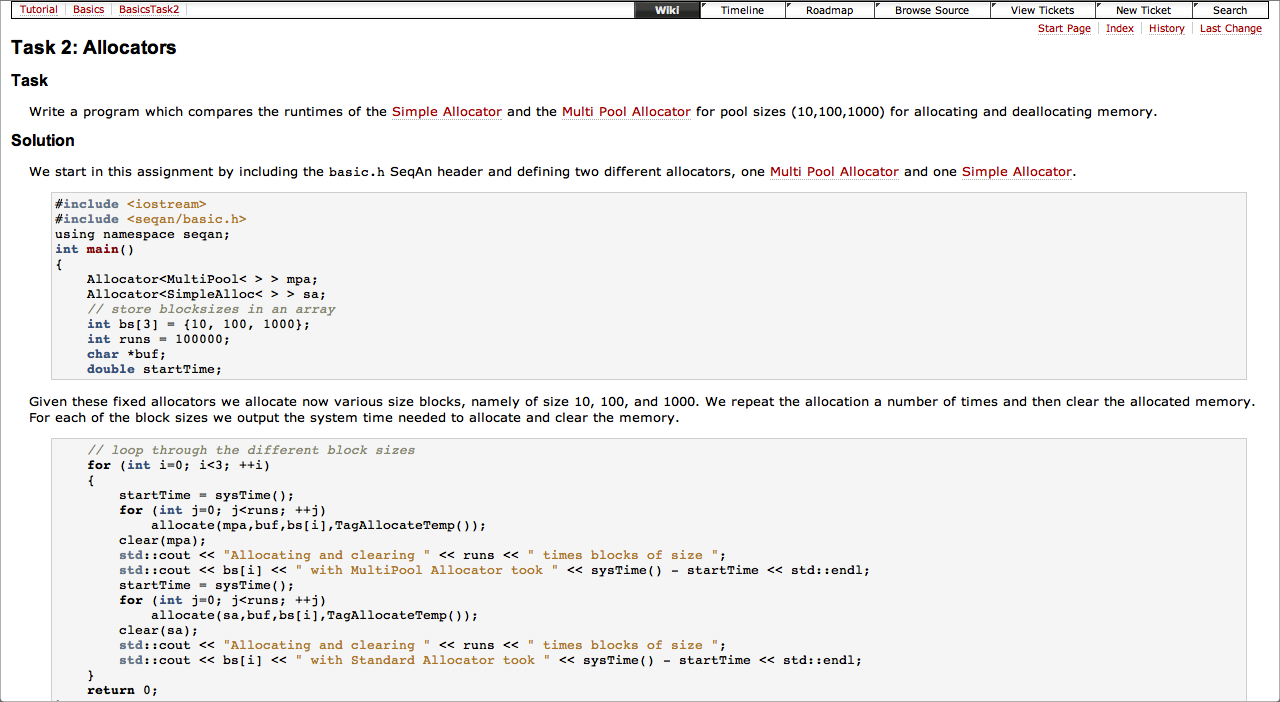 Tutorial Basics BasicsTask2 Wiki Timeline Roadmap Browse Source View Tickets New Ticket Search
Start Page Index History Last Change
Task 2: Allocators
Task
Write a program which compares the runtimes of the Simple Allocator and the Multi Pool Allocator for pool sizes (10,100,1000) for allocating and deallocating memory.
Solution
We start in this assignment by including the basic.h SeqAn header and defining two different allocators, one Multi Pool Allocator and one Simple Allocator.
#include <iostream>
#include <seqan/basic.h>
using namespace seqan;
int main()
{
    Allocator<MultiPool< > > mpa;
    Allocator<SimpleAlloc< > > sa;
    // store blocksizes in an array
    int bs[3] = {10, 100, 1000};
    int runs = 100000;
    char *buf;
    double startTime;
Given these fixed allocators we allocate now various size blocks, namely of size 10, 100, and 1000. We repeat the allocation a number of times and then clear the allocated memory.
For each of the block sizes we output the system time needed to allocate and clear the memory.
    // loop through the different block sizes
    for (int i=0; i<3; ++i)
    {
        startTime = sysTime();
        for (int j=0; j<runs; ++j)
            allocate(mpa,buf,bs[i],TagAllocateTemp());
        clear(mpa);
        std::cout << "Allocating and clearing " << runs << " times blocks of size ";
        std::cout << bs[i] << " with MultiPool Allocator took " << sysTime() - startTime << std::endl;
        startTime = sysTime();
        for (int j=0; j<runs; ++j)
            allocate(sa,buf,bs[i],TagAllocateTemp());
        clear(sa);
        std::cout << "Allocating and clearing " << runs << " times blocks of size ";
        std::cout << bs[i] << " with Standard Allocator took " << sysTime() - startTime << std::endl;
    }
    return 0;